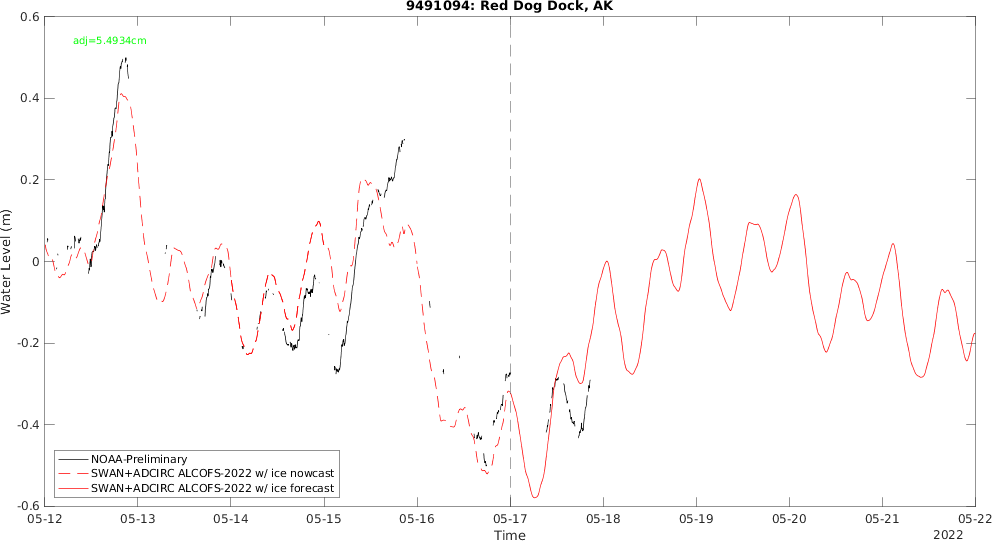 9491094: Red Dog Dock, AK
adj=5.4934cm
0.6
0.4
0.2
0
-0.2
-0.4
-0.6
Water Level (m)
NOAA-Preliminary
SWAN+ADCIRC ALCOFS-2022 w/ ice nowcast
SWAN+ADCIRC ALCOFS-2022 w/ ice forecast
05-12 05-13 05-14 05-15 05-16 05-17 05-18 05-19 05-20 05-21 05-22
Time
2022